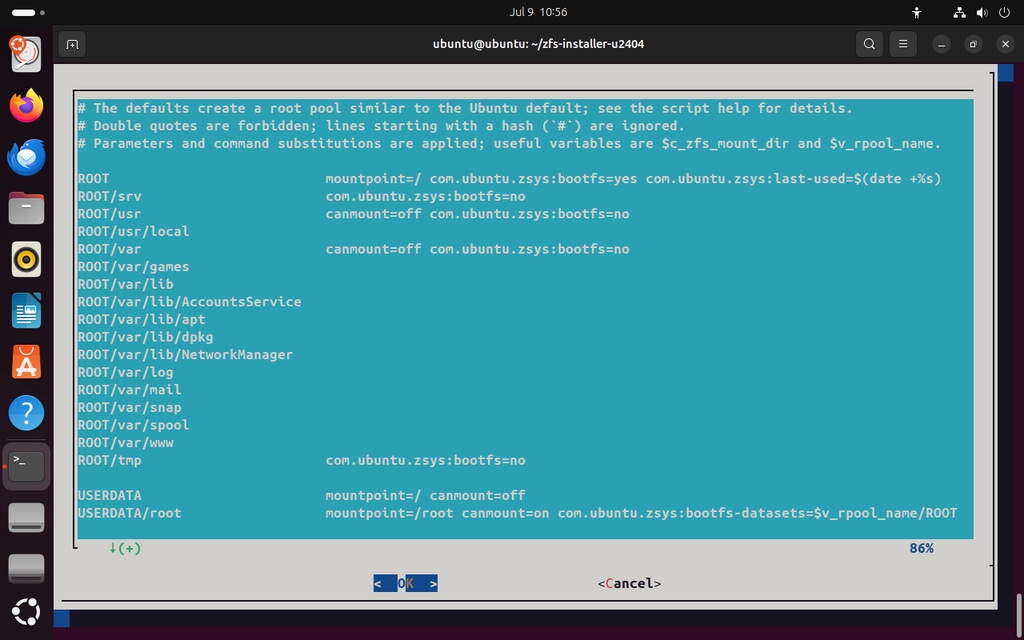 Jul 9 10:56
ubuntu@ubuntu: ~/zfs-installer-u2404
# The defaults create a root pool similar to the Ubuntu default; see the script help for details.
# Double quotes are forbidden; lines starting with a hash (`#`) are ignored.
# Parameters and command substitutions are applied; useful variables are $c_zfs_mount_dir and $v_rpool_name.
ROOT mountpoint=/ com.ubuntu.zsys:bootfs=yes com.ubuntu.zsys:last-used=$(date +%s)
ROOT/srv com.ubuntu.zsys:bootfs=no
ROOT/usr canmount=off com.ubuntu.zsys:bootfs=no
ROOT/usr/local
ROOT/var canmount=off com.ubuntu.zsys:bootfs=no
ROOT/var/games
ROOT/var/lib
ROOT/var/lib/AccountsService
ROOT/var/lib/apt
ROOT/var/lib/dpkg
ROOT/var/lib/NetworkManager
ROOT/var/log
ROOT/var/mail
ROOT/var/snap
ROOT/var/spool
ROOT/var/www
ROOT/tmp com.ubuntu.zsys:bootfs=no
USERDATA mountpoint=/ canmount=off
USERDATA/root mountpoint=/root canmount=on com.ubuntu.zsys:bootfs-datasets=$v_rpool_name/ROOT
↓(+) 86%
< OK > <Cancel>